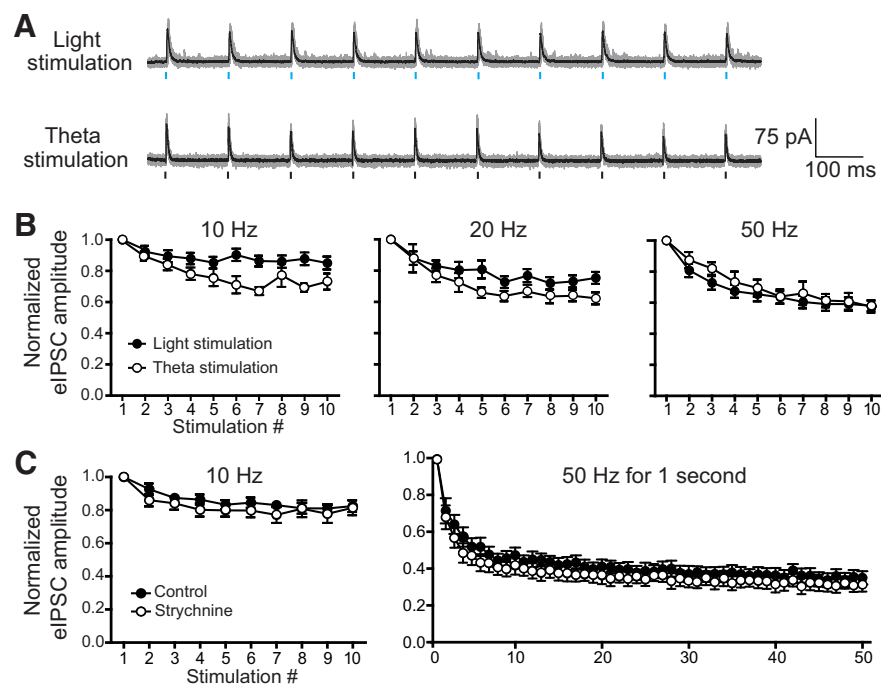 A
Light stimulation
Theta stimulation
75 pA
100 ms
B
10 Hz
20 Hz
50 Hz
Normalized eIPSC amplitude
1.0
0.8
0.6
0.4
0.2
0.0
Light stimulation
Theta stimulation
1 2 3 4 5 6 7 8 9 10
1 2 3 4 5 6 7 8 9 10
1 2 3 4 5 6 7 8 9 10
Stimulation #
C
10 Hz
50 Hz for 1 second
Normalized eIPSC amplitude
1.0
0.8
0.6
0.4
0.2
0.0
Control
Strychnine
1 2 3 4 5 6 7 8 9 10
Stimulation #
1.0
0.8
0.6
0.4
0.2
0.0
0 10 20 30 40 50